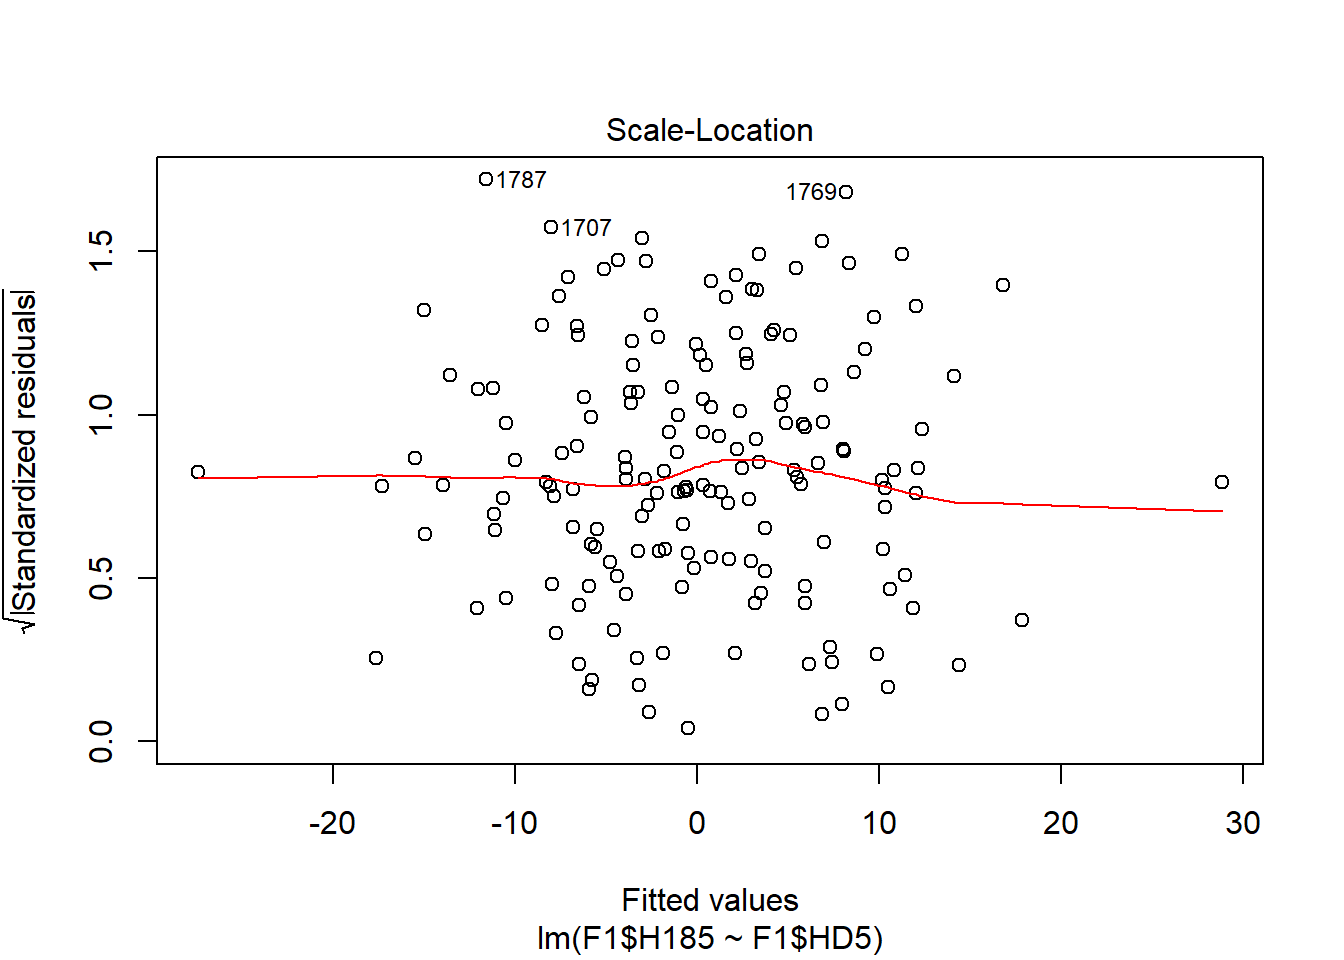 Scale-Location
1787
1769
1707
√|Standardized residuals|
1.5
1.0
0.5
0.0
-20 -10 0 10 20 30
Fitted values
lm(F1$H185 ~ F1$HD5)